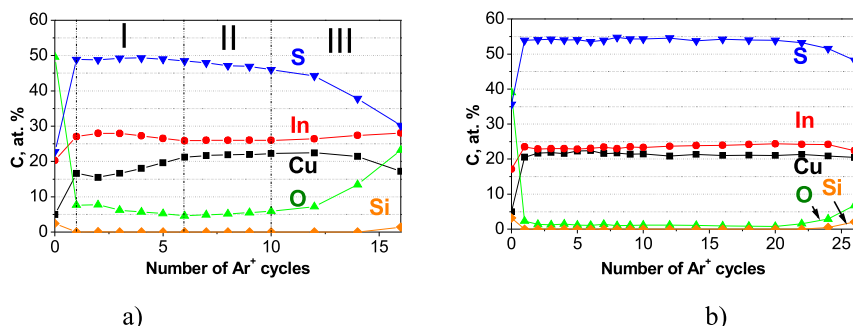 60
50
40
30
20
10
0
C, at. %
I II III
S
In
Cu
O
Si
0 5 10 15
Number of Ar⁺ cycles
a)
60
50
40
30
20
10
0
C, at. %
S
In
Cu
O
Si
0 5 10 15 20 25
Number of Ar⁺ cycles
b)